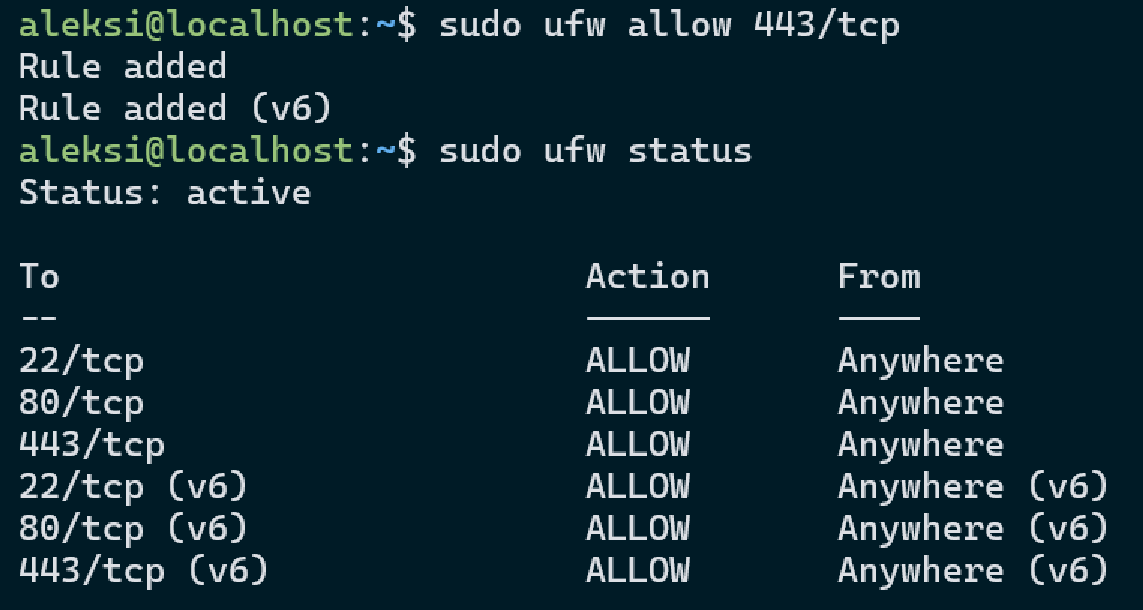 aleksi@localhost:~$ sudo ufw allow 443/tcp
Rule added
Rule added (v6)
aleksi@localhost:~$ sudo ufw status
Status: active

To                         Action      From
--                         ------      ----
22/tcp                     ALLOW       Anywhere
80/tcp                     ALLOW       Anywhere
443/tcp                    ALLOW       Anywhere
22/tcp (v6)                ALLOW       Anywhere (v6)
80/tcp (v6)                ALLOW       Anywhere (v6)
443/tcp (v6)               ALLOW       Anywhere (v6)